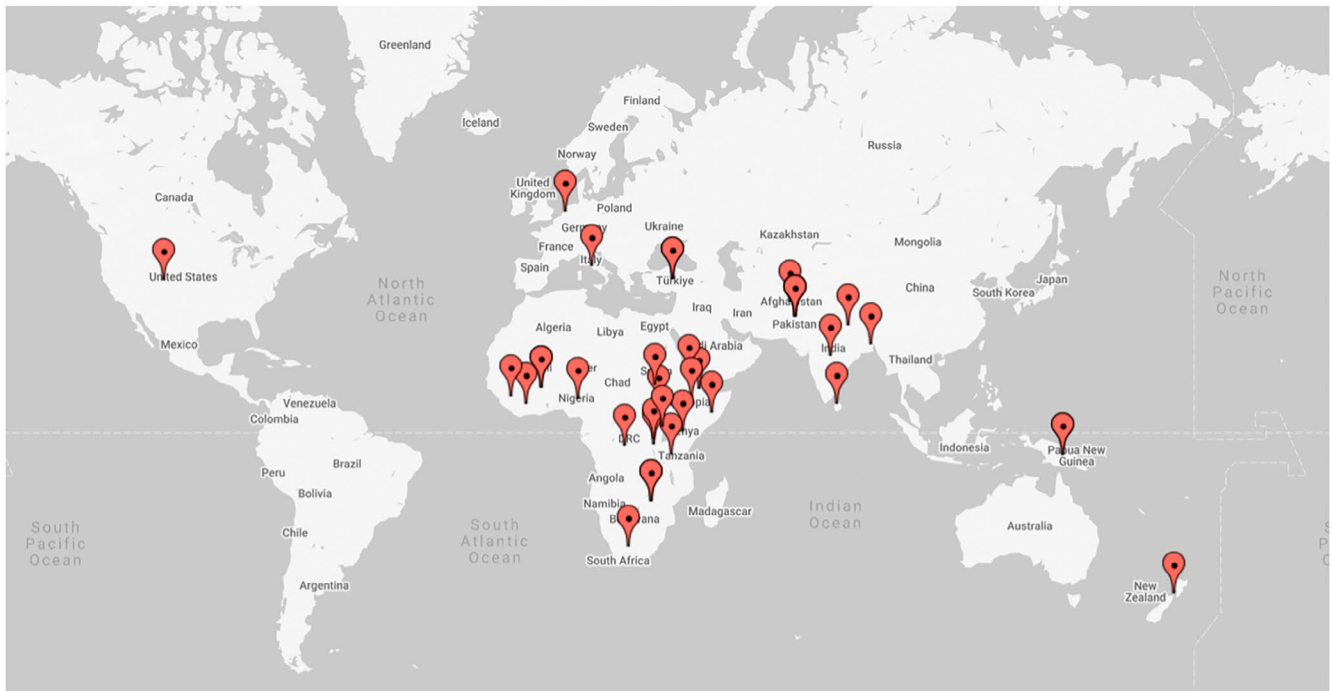 Greenland
Iceland
Finland
Sweden
Norway
Russia
Canada
United
Kingdom
Poland
Germany
Ukraine
France
Kazakhstan
Mongolia
Italy
Spain
Türkiye
United States
North
Atlantic
Ocean
Japan
South Korea
China
North
Pacific
Ocean
Afghanistan
Iraq
Iran
Pakistan
Algeria
Libya
Egypt
Mexico
India
Thailand
Chad
Nigeria
Venezuela
Colombia
DRC
Tanzania
Indonesia
Papua New
Guinea
Peru
Brazil
Angola
Bolivia
Namibia
Madagascar
Indian
Ocean
South
Pacific
Ocean
Chile
South
Atlantic
Ocean
Australia
South Africa
Argentina
New
Zealand